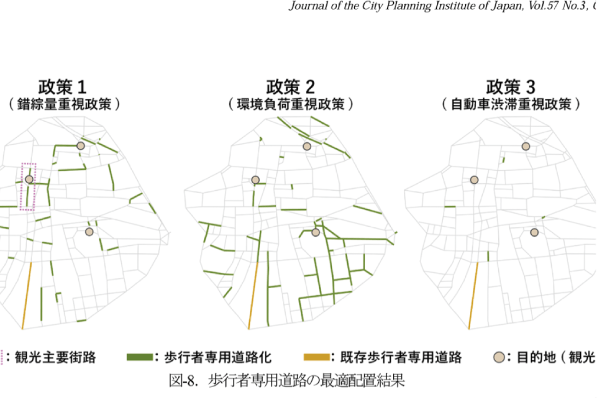 Journal of the City Planning Institute of Japan, Vol.57 No.3,
政策1 政策2 政策3
(錯綜量重視政策) (環境負荷重視政策) (自動車渋滞重視政策)
：観光主要街路 ：歩行者専用道路化 ：既存歩行者専用道路 ：目的地（観光
図-8. 歩行者専用道路の最適配置結果